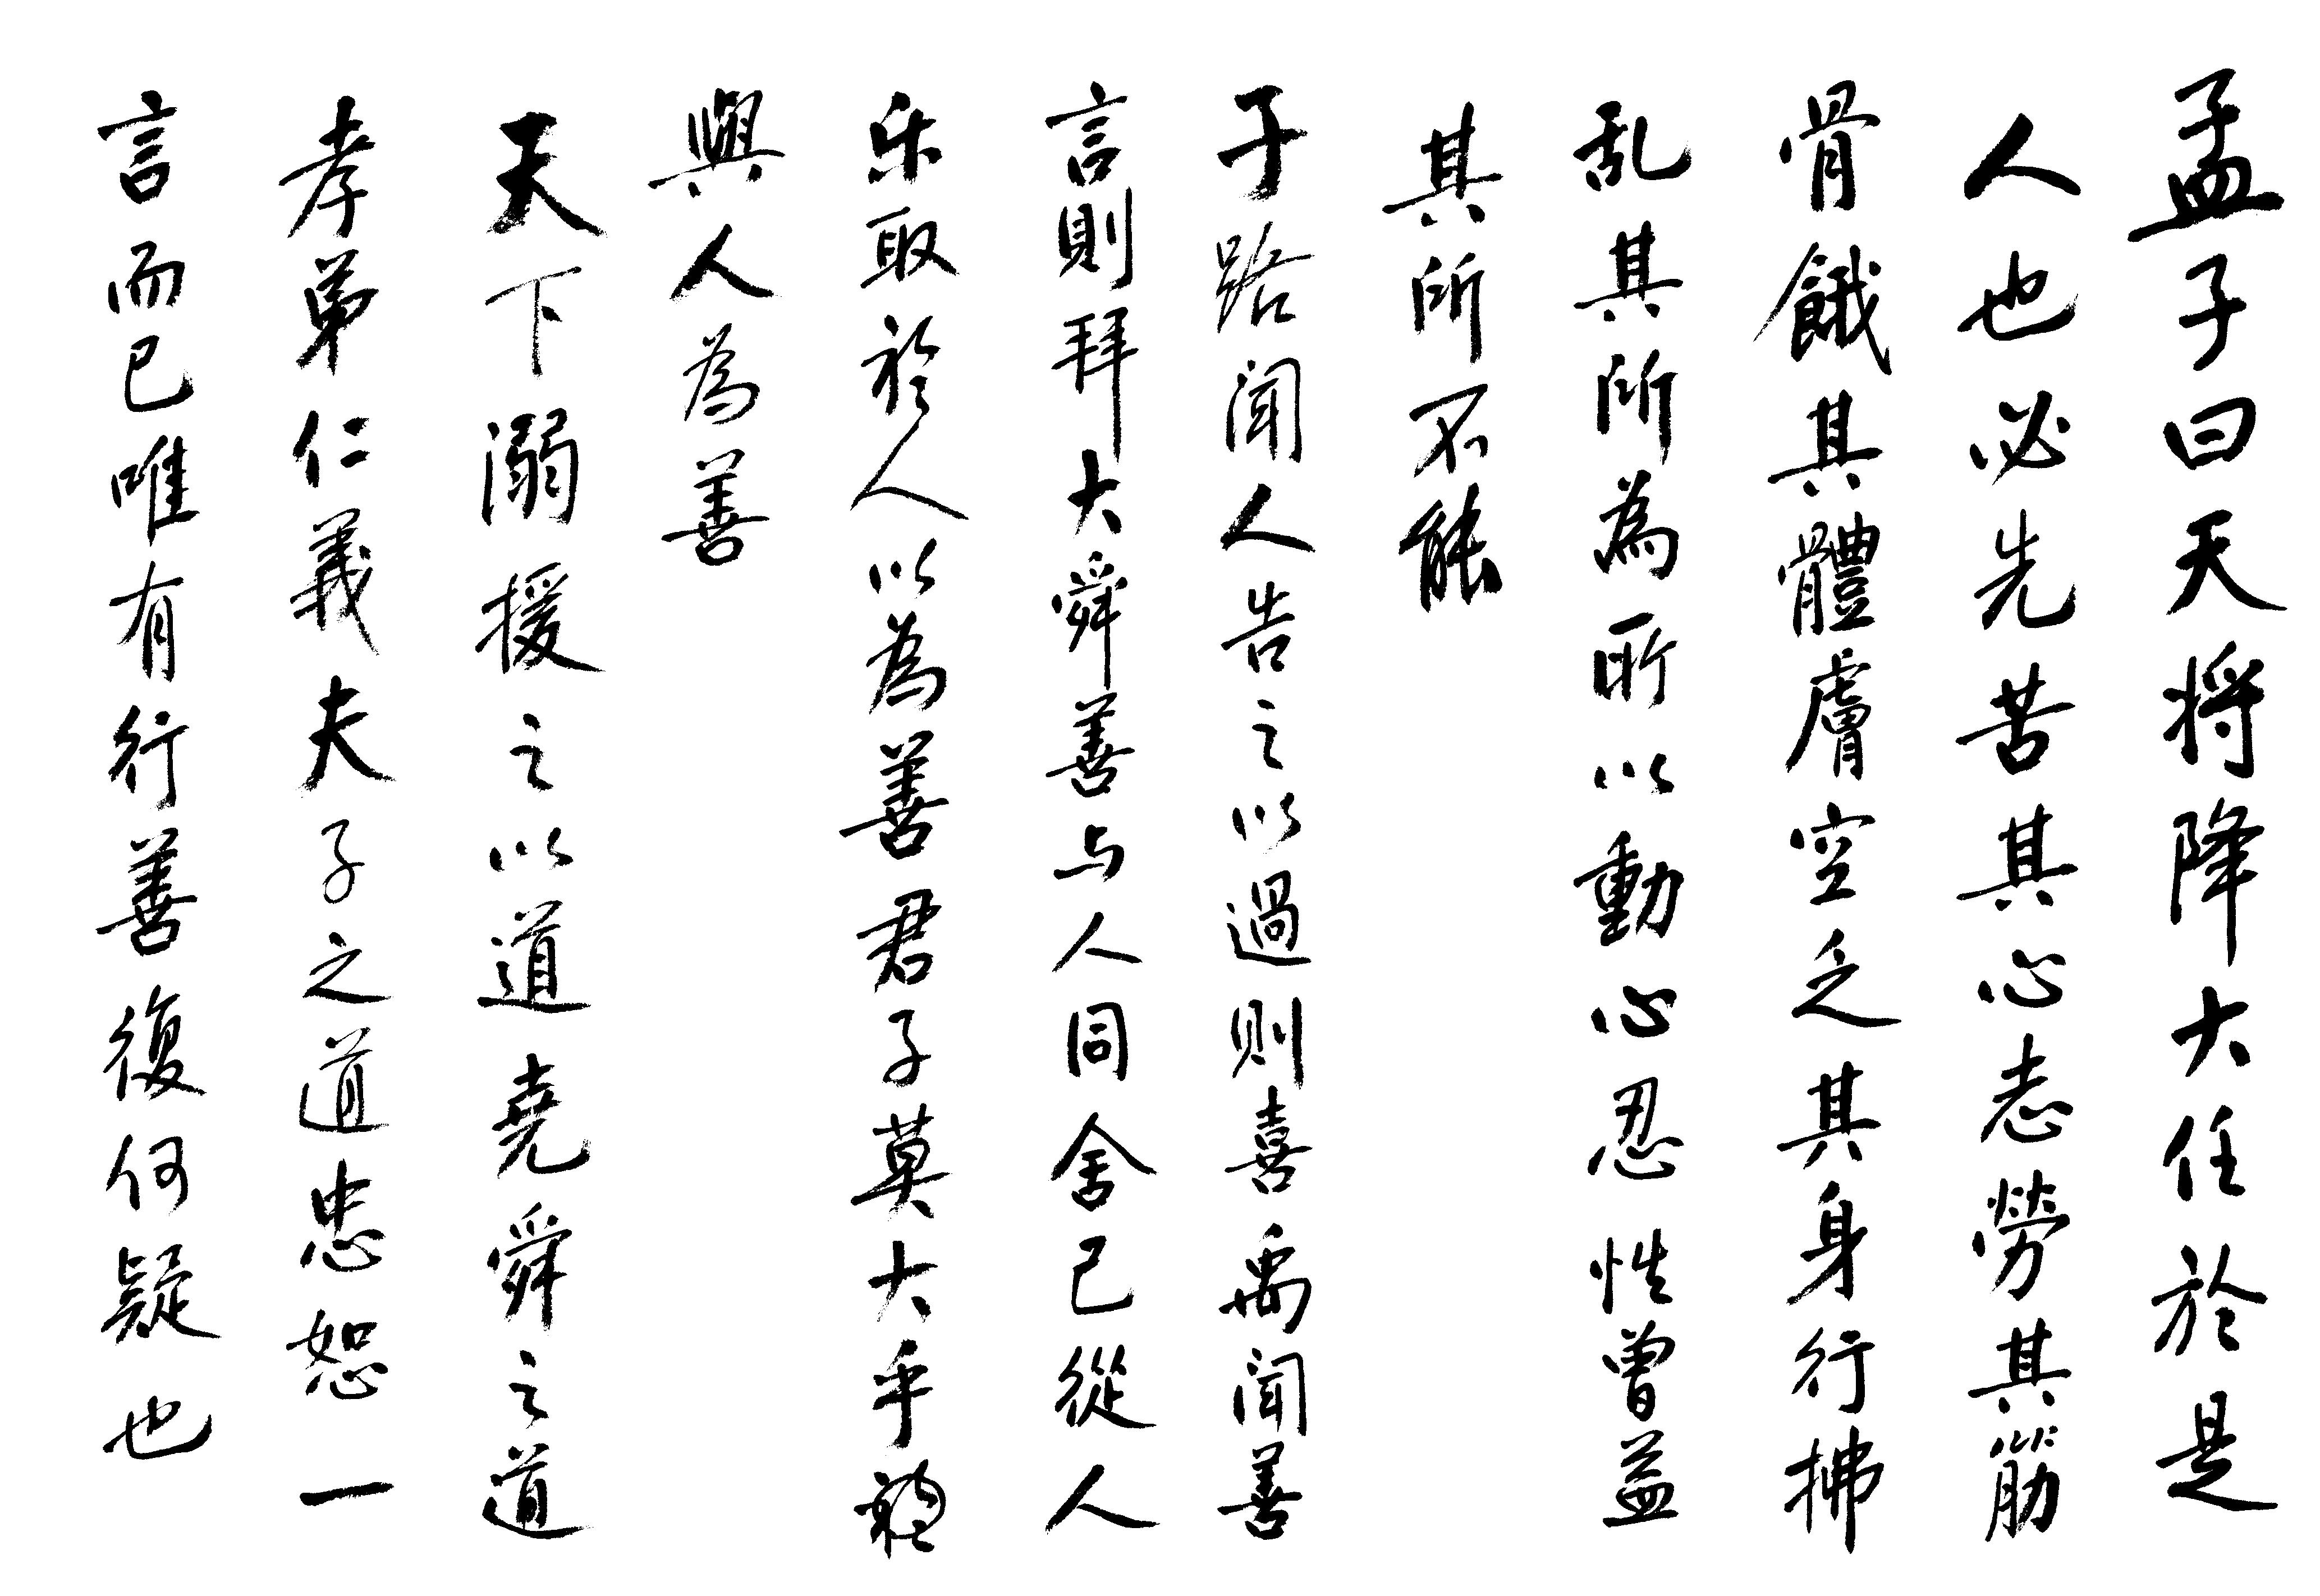 孟子曰天将降大任於是
人也必先苦其心志勞其筋
骨餓其體膚空乏其身行拂
乱其所為所以動心忍性曾益
其所不能
子路聞人告之以過則喜禹聞善
言則拜大舜善与人同舍己從人
乐取於人以為善君子莫大乎
與人為善
天下溺援之以道堯舜之道
孝弟仁義夫子之道忠恕一
言而已唯有行善復何疑也